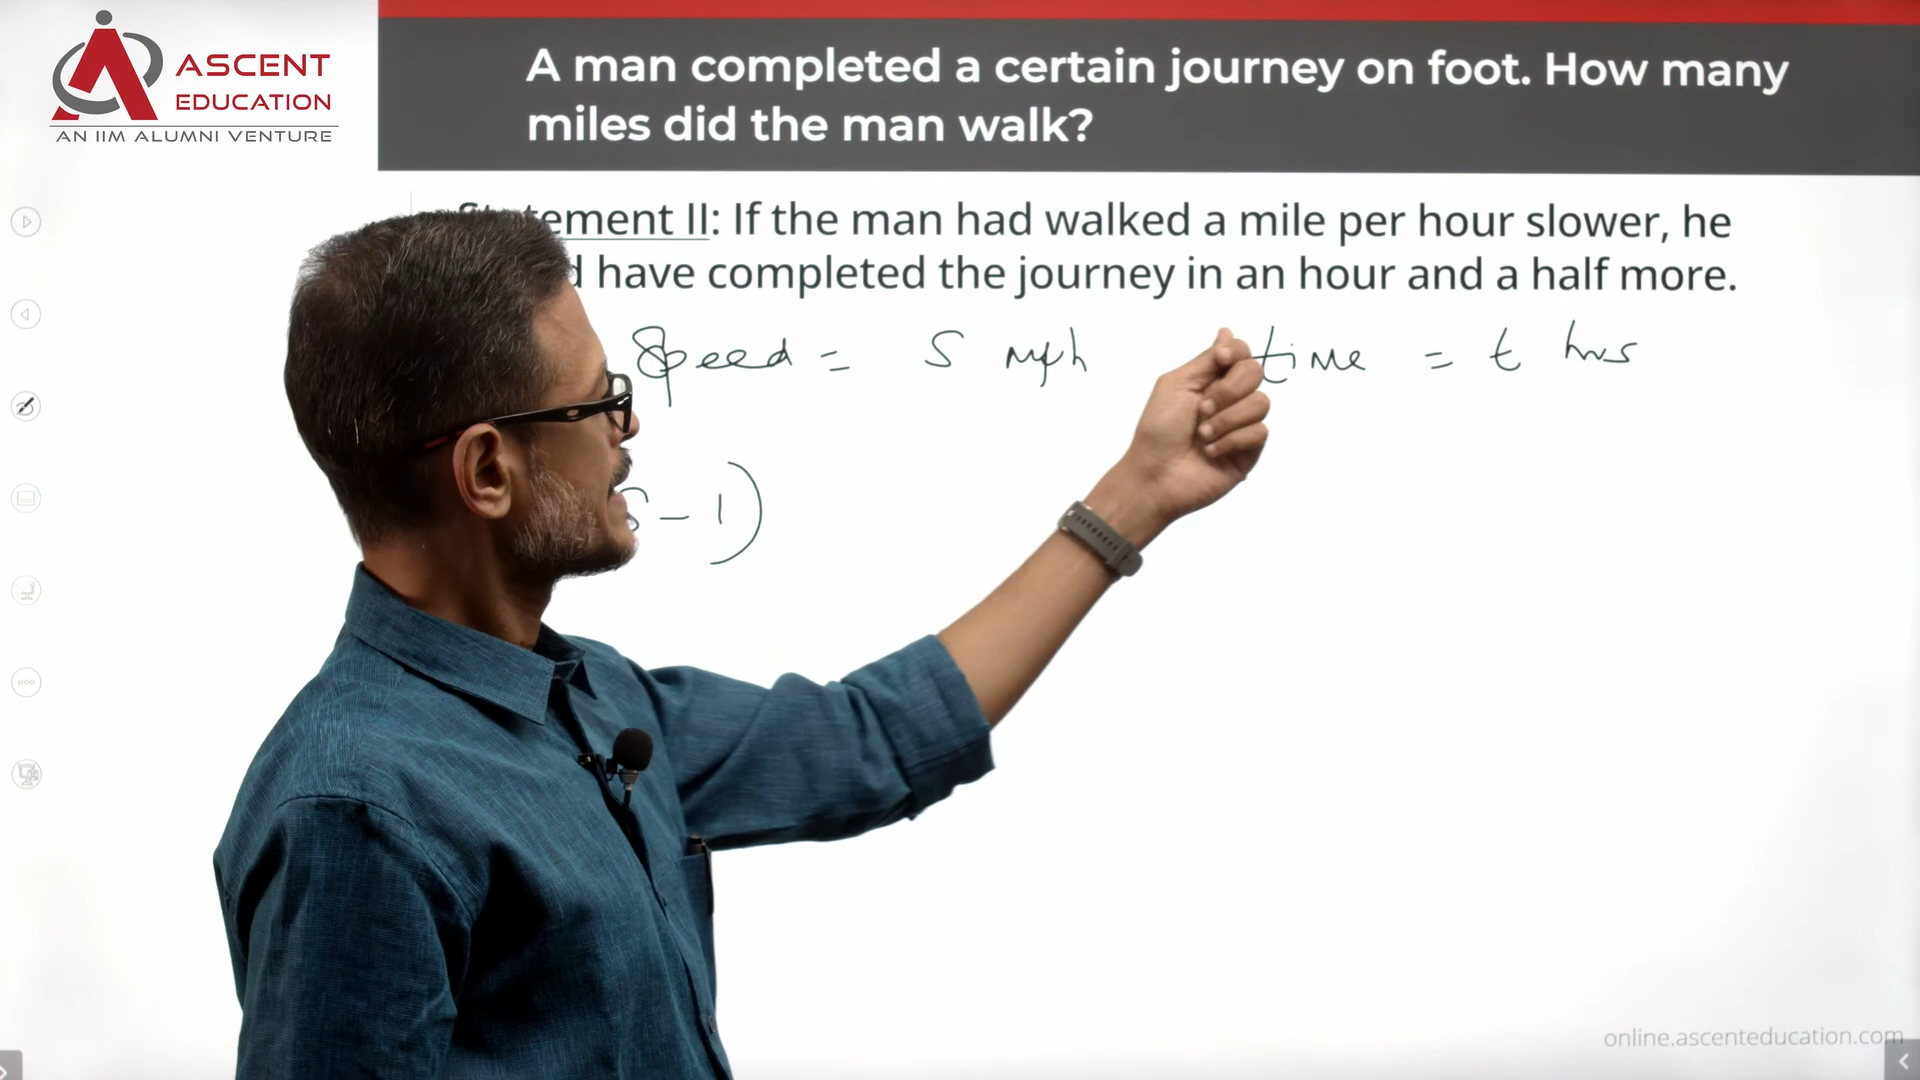 ASCENT
EDUCATION
AN IIM ALUMNI VENTURE
A man completed a certain journey on foot. How many
miles did the man walk?
Statement II: If the man had walked a mile per hour slower, he
have completed the journey in an hour and a half more.
Speed = S mph time = t hrs
S - 1)
online.ascenteducation.com